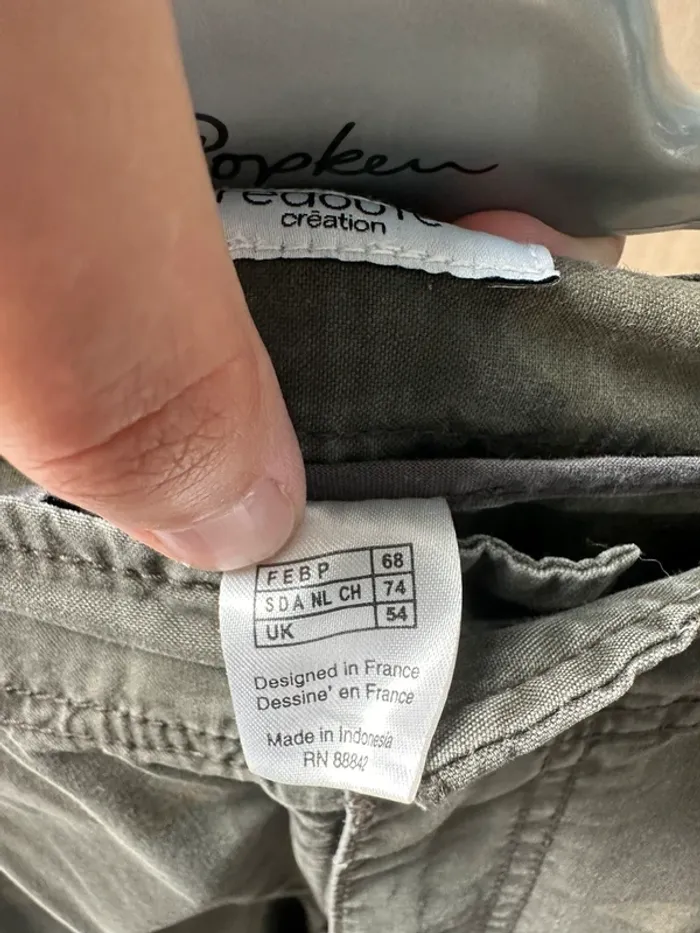 Popken
redoute
création
F E B P 68
S D A NL CH 74
UK 54
Designed in France
Dessine' en France
Made in Indonesia
RN 88842